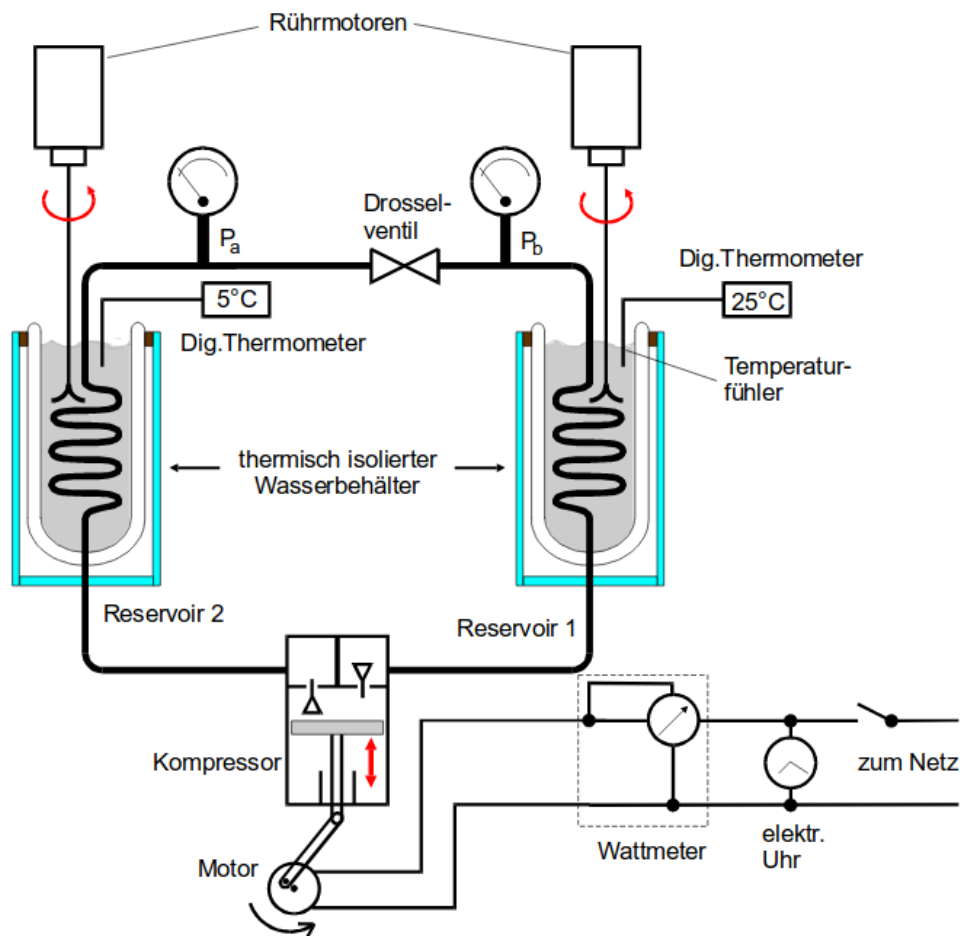 Rührmotoren
Drossel-
ventil
Pa
Pb
Dig.Thermometer
5°C
25°C
Dig.Thermometer
Temperatur-
fühler
thermisch isolierter
Wasserbehälter
Reservoir 2
Reservoir 1
Kompressor
zum Netz
Wattmeter
elektr.
Uhr
Motor